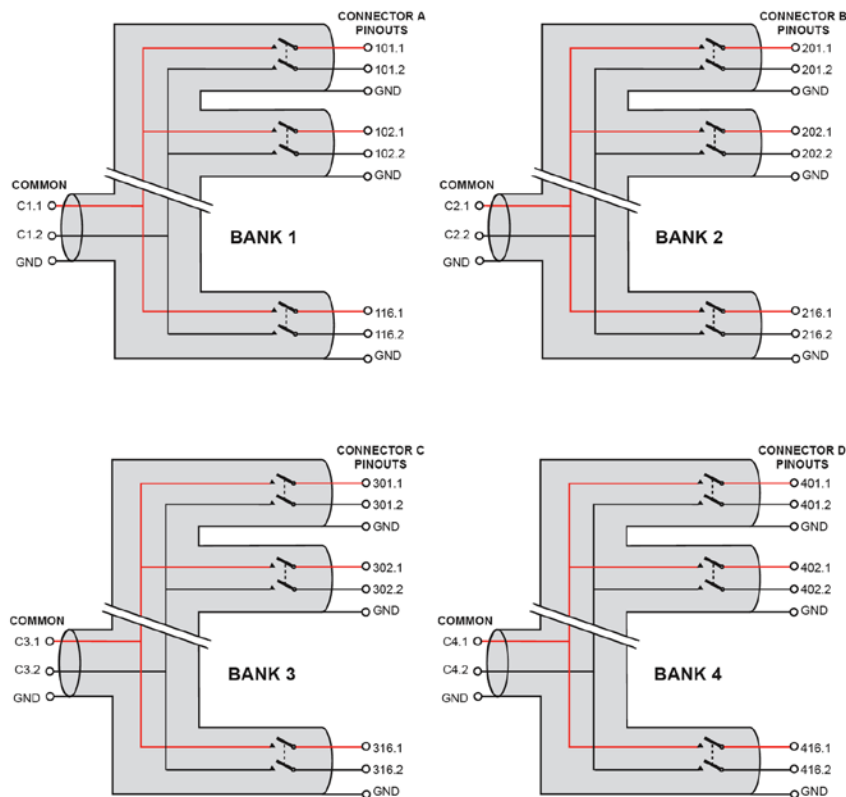 CONNECTOR A
PINOUTS
101.1
101.2
GND
102.1
102.2
GND
COMMON
C1.1
C1.2
GND
BANK 1
116.1
116.2
GND
CONNECTOR B
PINOUTS
201.1
201.2
GND
202.1
202.2
GND
COMMON
C2.1
C2.2
GND
BANK 2
216.1
216.2
GND
CONNECTOR C
PINOUTS
301.1
301.2
GND
302.1
302.2
GND
COMMON
C3.1
C3.2
GND
BANK 3
316.1
316.2
CONNECTOR D
PINOUTS
401.1
401.2
GND
402.1
402.2
GND
COMMON
C4.1
C4.2
GND
BANK 4
416.1
416.2